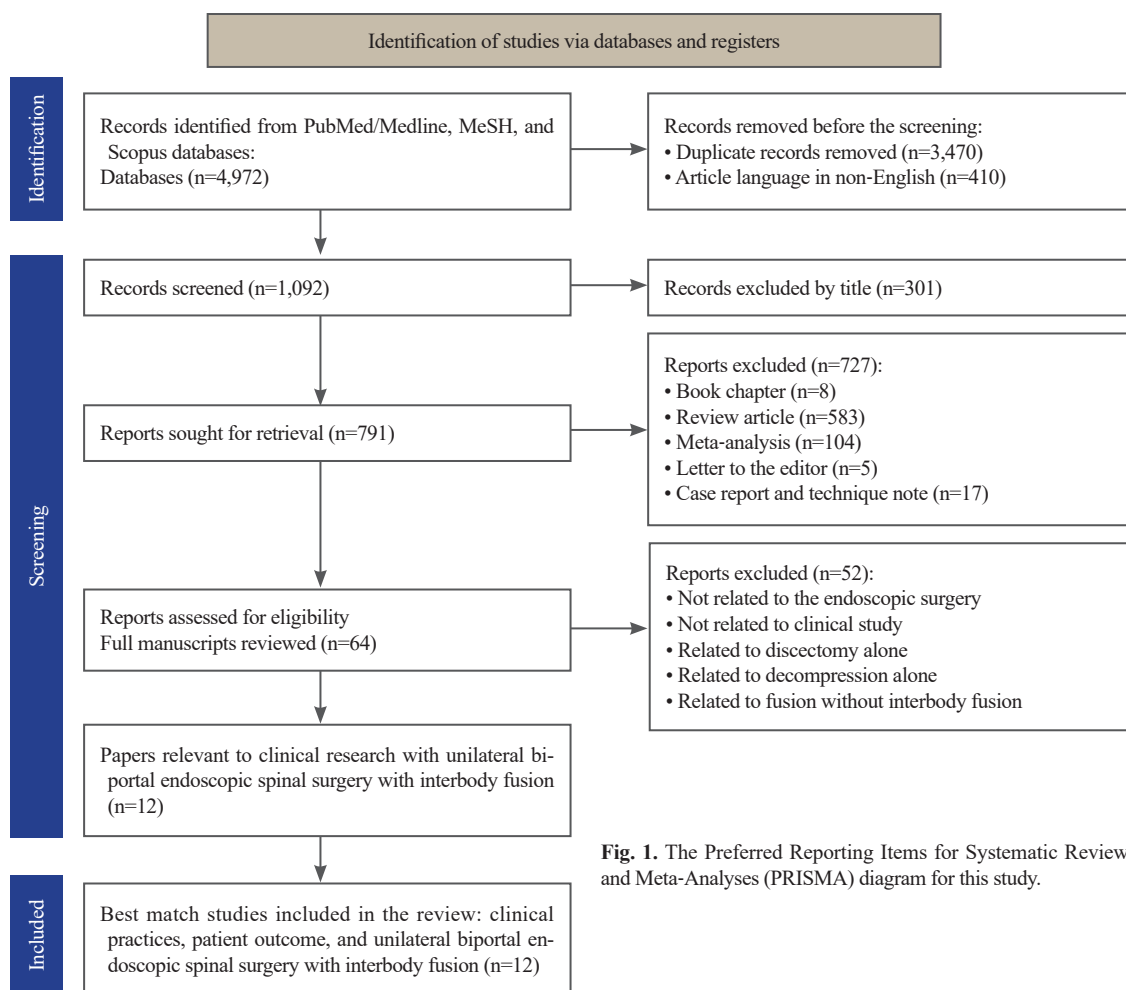 Identification of studies via databases and registers
Identification
Records identified from PubMed/Medline, MeSH, and
Scopus databases:
Databases (n=4,972)
Records removed before the screening:
• Duplicate records removed (n=3,470)
• Article language in non-English (n=410)
Screening
Records screened (n=1,092)
Records excluded by title (n=301)
Reports sought for retrieval (n=791)
Reports excluded (n=727):
• Book chapter (n=8)
• Review article (n=583)
• Meta-analysis (n=104)
• Letter to the editor (n=5)
• Case report and technique note (n=17)
Reports assessed for eligibility
Full manuscripts reviewed (n=64)
Reports excluded (n=52):
• Not related to the endoscopic surgery
• Not related to clinical study
• Related to discectomy alone
• Related to decompression alone
• Related to fusion without interbody fusion
Papers relevant to clinical research with unilateral bi-
portal endoscopic spinal surgery with interbody fusion
(n=12)
Included
Best match studies included in the review: clinical
practices, patient outcome, and unilateral biportal en-
doscopic spinal surgery with interbody fusion (n=12)
Fig. 1. The Preferred Reporting Items for Systematic Review
and Meta-Analyses (PRISMA) diagram for this study.